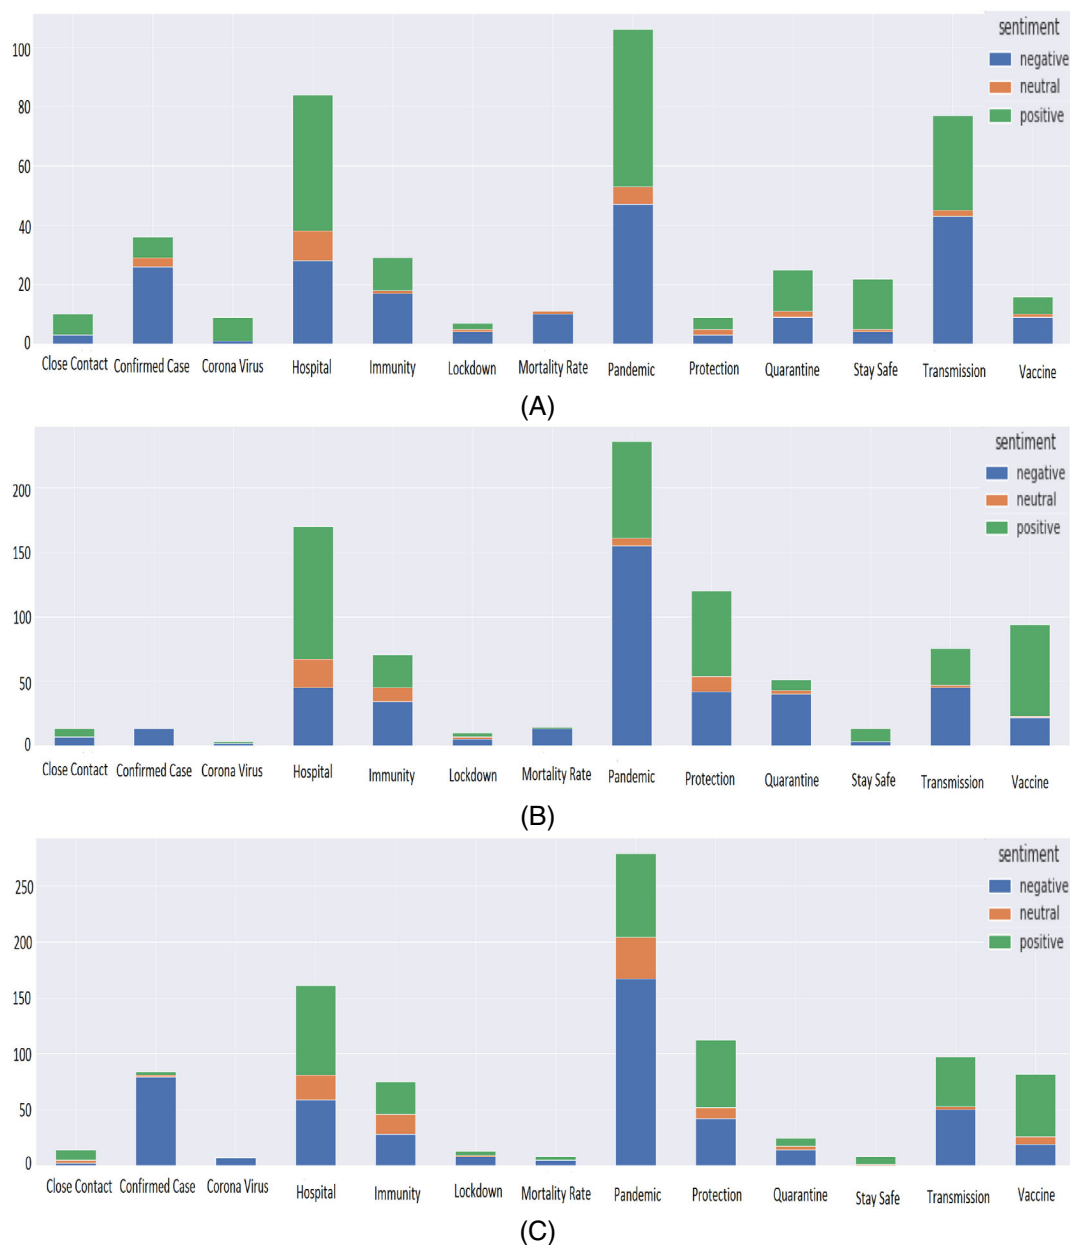 sentiment
negative
neutral
positive
100
80
60
40
20
0
Close Contact Confirmed Case Corona Virus Hospital Immunity Lockdown Mortality Rate Pandemic Protection Quarantine Stay Safe Transmission Vaccine
(A)
sentiment
negative
neutral
positive
200
150
100
50
0
Close Contact Confirmed Case Corona Virus Hospital Immunity Lockdown Mortality Rate Pandemic Protection Quarantine Stay Safe Transmission Vaccine
(B)
sentiment
negative
neutral
positive
250
200
150
100
50
0
Close Contact Confirmed Case Corona Virus Hospital Immunity Lockdown Mortality Rate Pandemic Protection Quarantine Stay Safe Transmission Vaccine
(C)